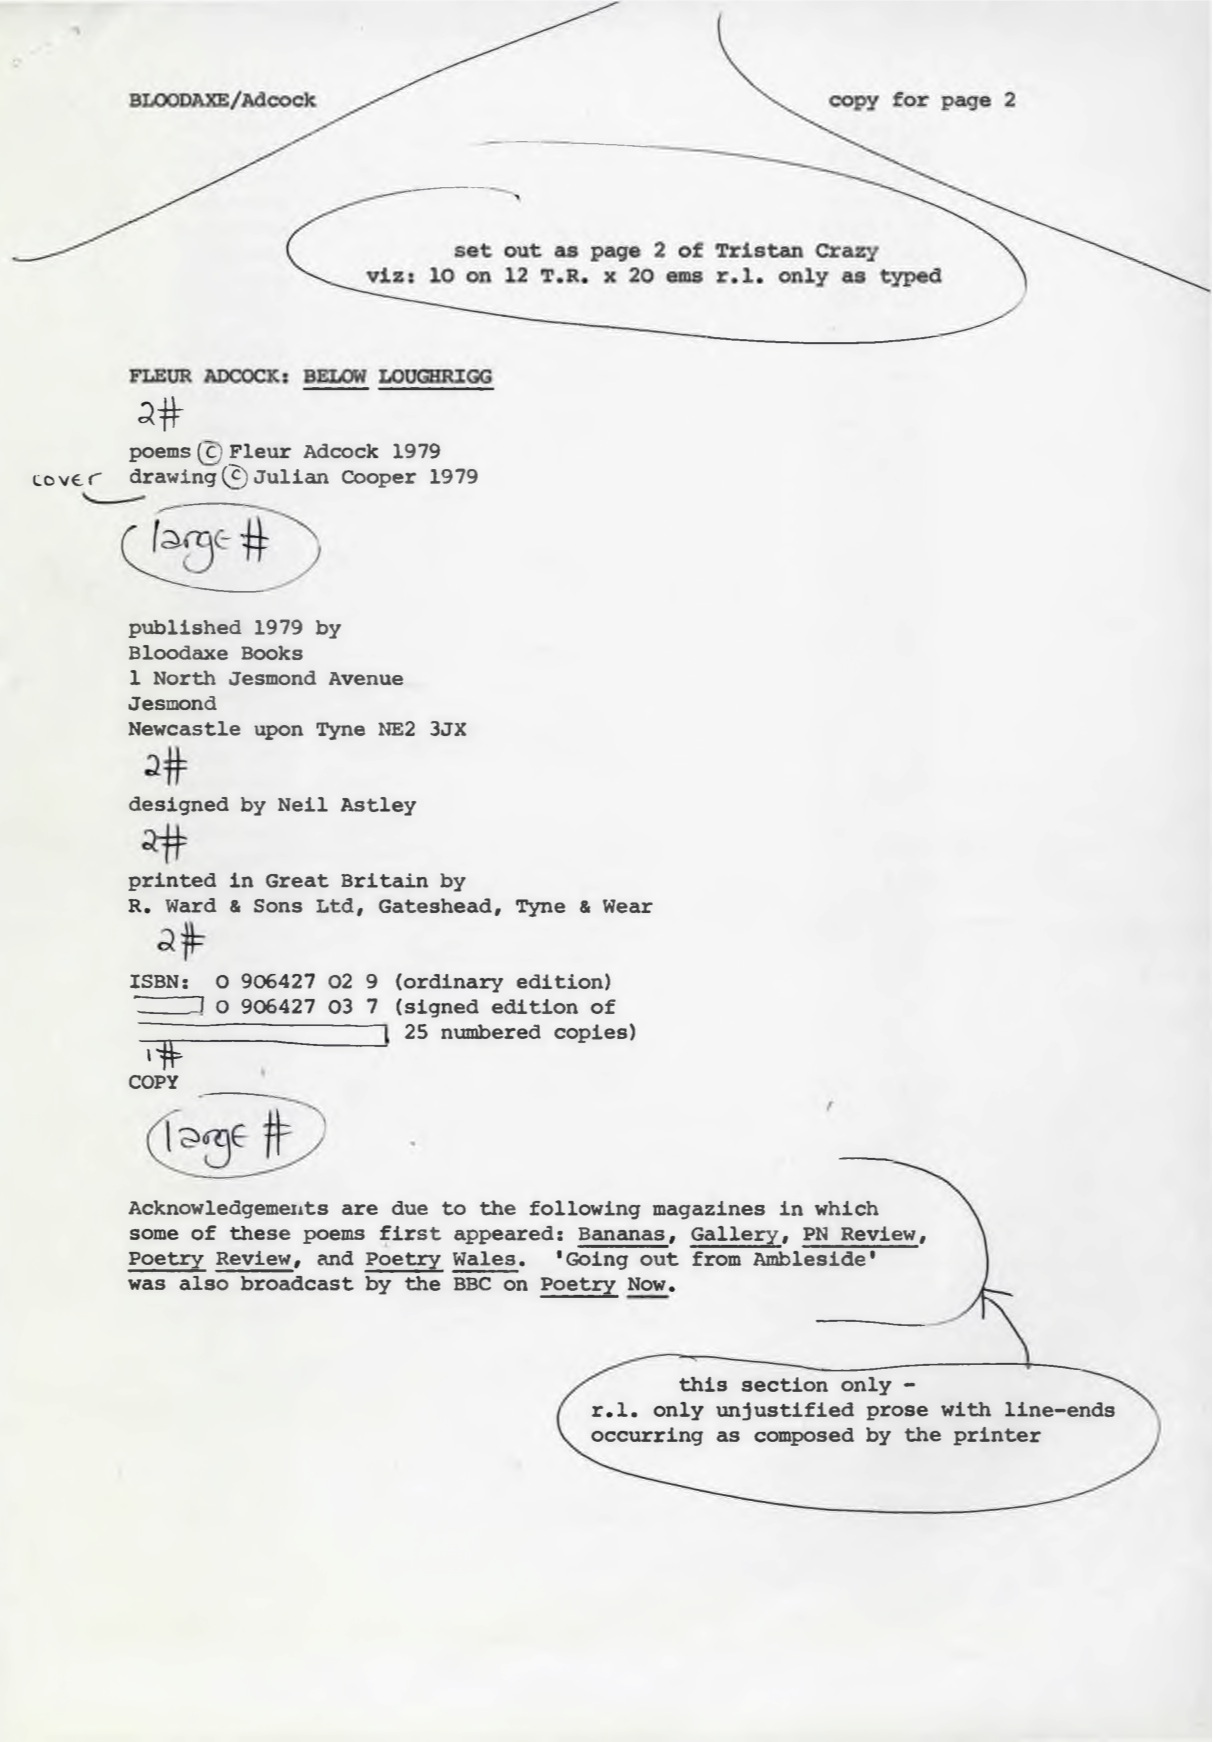 BLOODAXE/Adcock copy for page 2
set out as page 2 of Tristan Crazy
viz: 10 on 12 T.R. x 20 ems r.l. only as typed
FLEUR ADCOCK: BELOW LOUGHRIGG
2#
poems © Fleur Adcock 1979
cover drawing © Julian Cooper 1979
large #
published 1979 by
Bloodaxe Books
1 North Jesmond Avenue
Jesmond
Newcastle upon Tyne NE2 3JX
2#
designed by Neil Astley
2#
printed in Great Britain by
R. Ward & Sons Ltd, Gateshead, Tyne & Wear
2#
ISBN: 0 906427 02 9 (ordinary edition)
0 906427 03 7 (signed edition of
25 numbered copies)
1#
COPY
large #
Acknowledgements are due to the following magazines in which
some of these poems first appeared: Bananas, Gallery, PN Review,
Poetry Review, and Poetry Wales. 'Going out from Ambleside'
was also broadcast by the BBC on Poetry Now.
this section only -
r.l. only unjustified prose with line-ends
occurring as composed by the printer